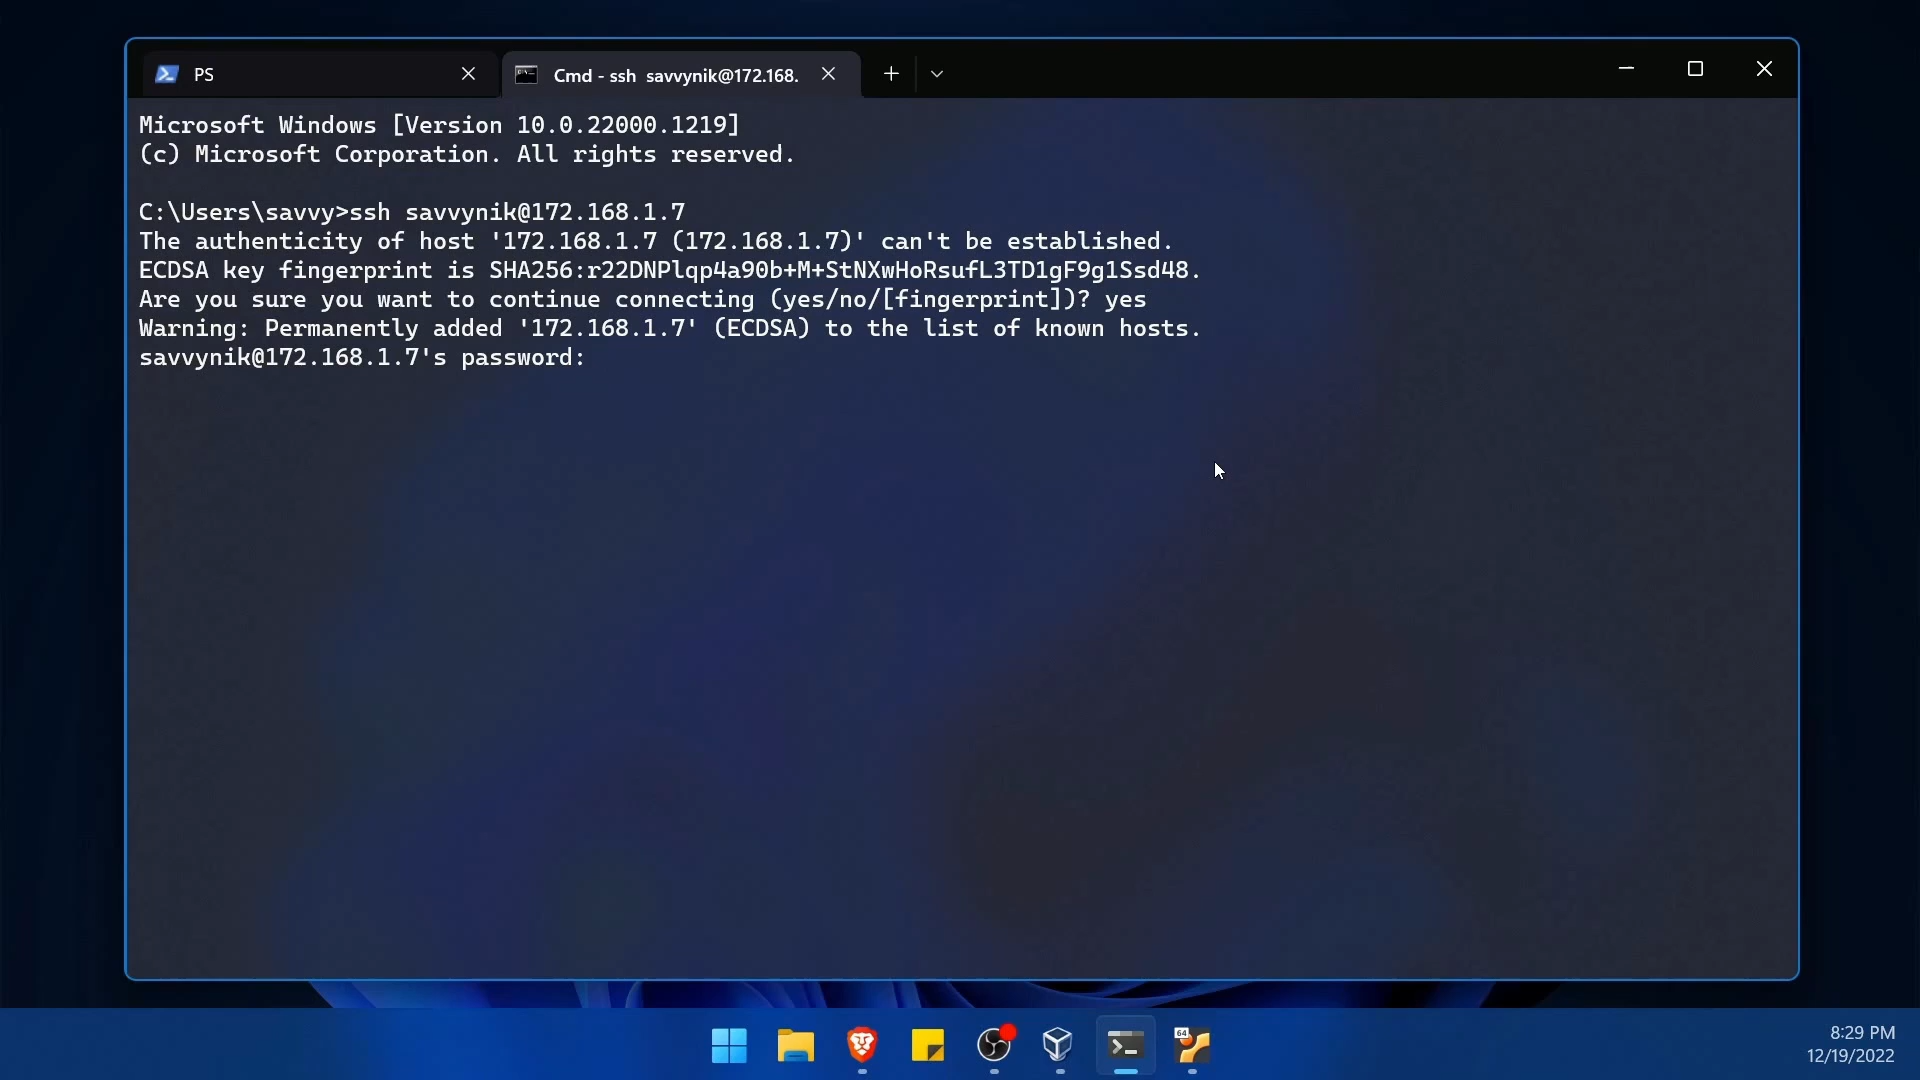 PS
Cmd - ssh savvynik@172.168.
Microsoft Windows [Version 10.0.22000.1219]
(c) Microsoft Corporation. All rights reserved.
C:\Users\savvy>ssh savvynik@172.168.1.7
The authenticity of host '172.168.1.7 (172.168.1.7)' can't be established.
ECDSA key fingerprint is SHA256:r22DNPlqp4a90b+M+StNXwHoRsufL3TD1gF9g1Ssd48.
Are you sure you want to continue connecting (yes/no/[fingerprint])? yes
Warning: Permanently added '172.168.1.7' (ECDSA) to the list of known hosts.
savvynik@172.168.1.7's password:
64
8:29 PM
12/19/2022